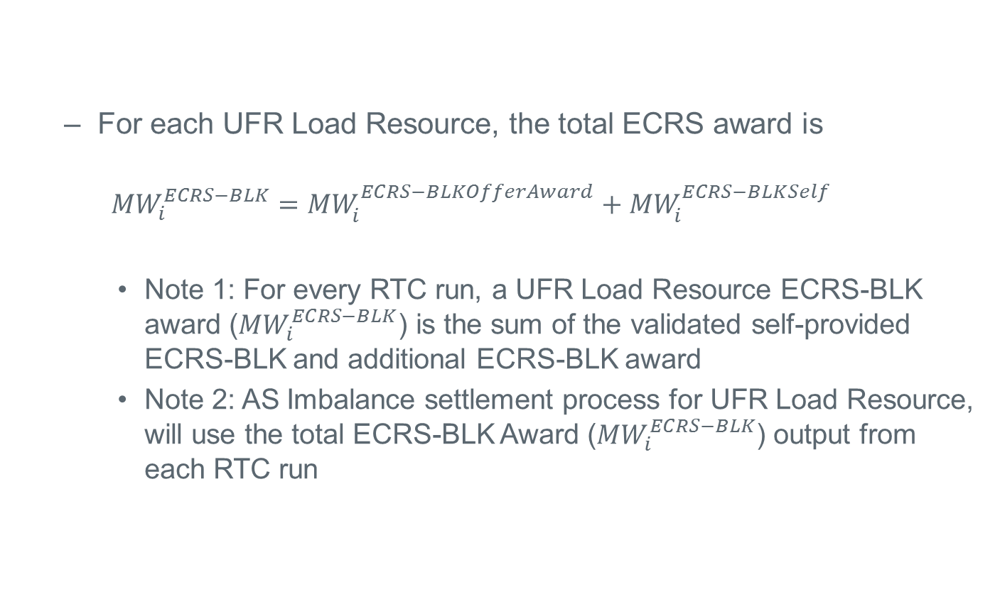 – For each UFR Load Resource, the total ECRS award is
$MW_i^{ECRS-BLK} = MW_i^{ECRS-BLKOfferAward} + MW_i^{ECRS-BLKSelf}$
• Note 1: For every RTC run, a UFR Load Resource ECRS-BLK
award ($MW_i^{ECRS-BLK}$) is the sum of the validated self-provided
ECRS-BLK and additional ECRS-BLK award
• Note 2: AS Imbalance settlement process for UFR Load Resource,
will use the total ECRS-BLK Award ($MW_i^{ECRS-BLK}$) output from
each RTC run